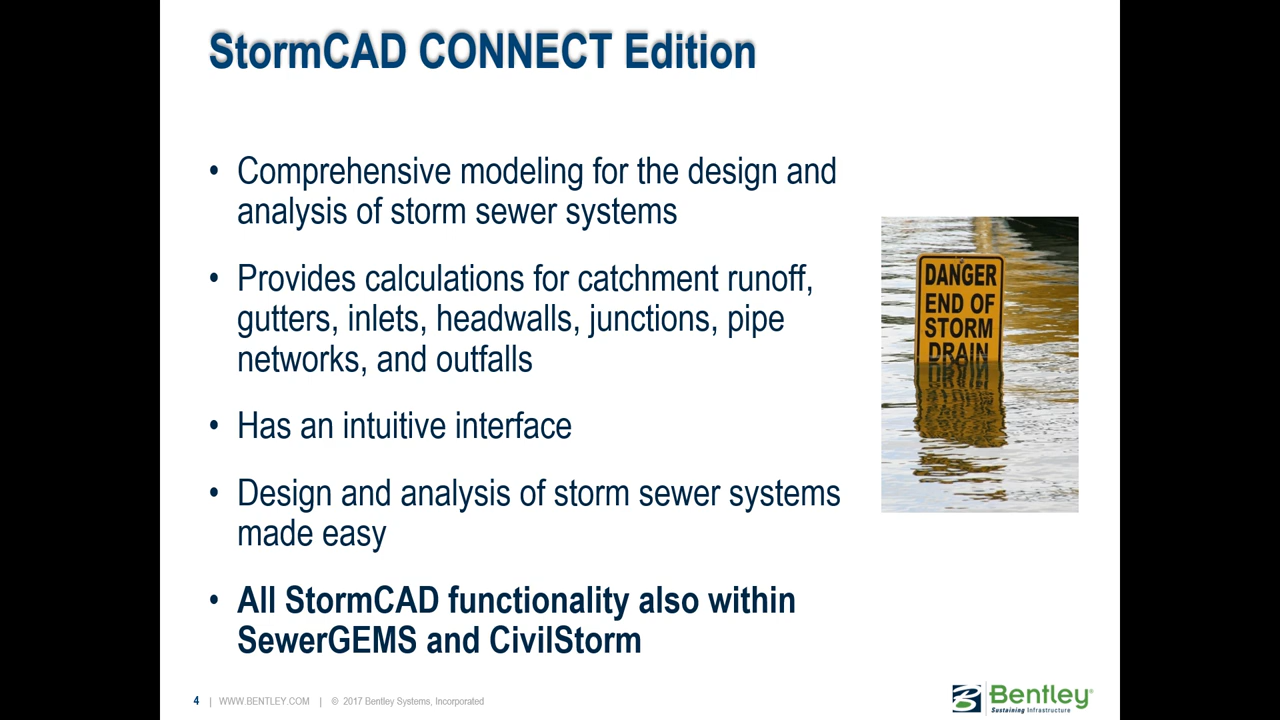 StormCAD CONNECT Edition
• Comprehensive modeling for the design and
analysis of storm sewer systems
• Provides calculations for catchment runoff,
gutters, inlets, headwalls, junctions, pipe
networks, and outfalls
• Has an intuitive interface
• Design and analysis of storm sewer systems
made easy
• All StormCAD functionality also within
SewerGEMS and CivilStorm
DANGER
END OF
STORM
DRAIN
4 | WWW.BENTLEY.COM | © 2017 Bentley Systems, Incorporated
Bentley®
Sustaining Infrastructure